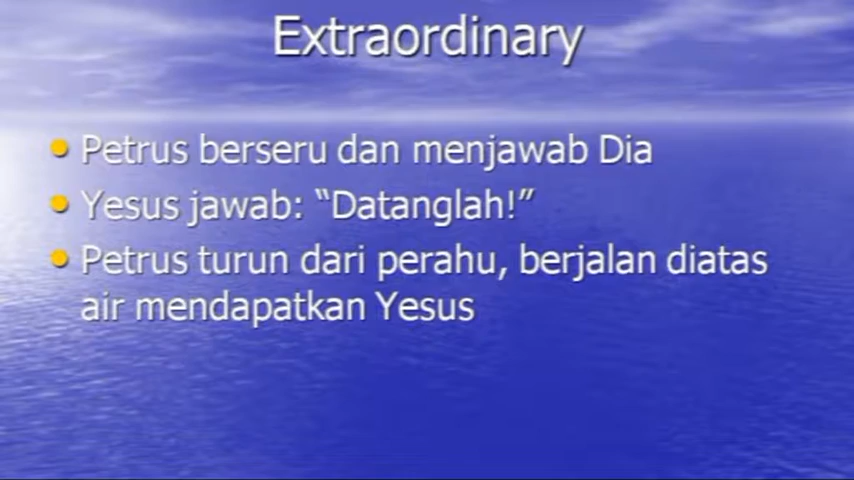 Extraordinary
• Petrus berseru dan menjawab Dia
• Yesus jawab: “Datanglah!”
• Petrus turun dari perahu, berjalan diatas
air mendapatkan Yesus